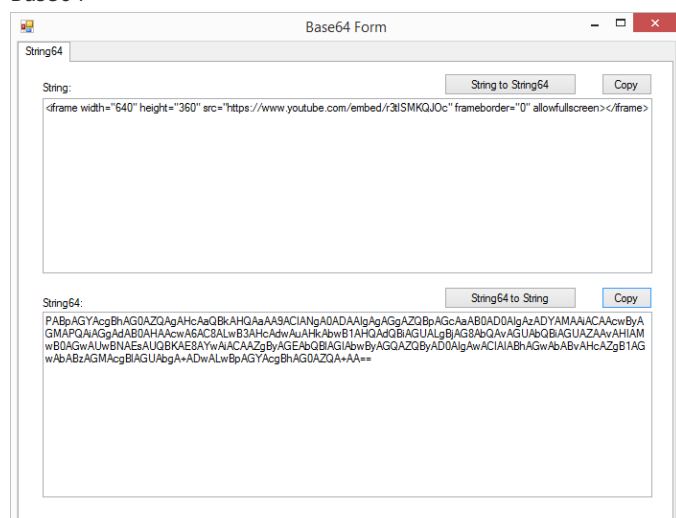 Base64 Form
String64
String:
String to String64
Copy
<iframe width="640" height="360" src="https://www.youtube.com/embed/r3tlSMKQJOc" frameborder="0" allowfullscreen></iframe>
String64:
String64 to String
Copy
PABpAGYAcgBhAG0AZQAgAHcAaQBkAHQAaAA9ACIANgA0ADAAIgAgAGgAZQBpAGcAaAB0AD0AIgAzADYAMAAiACAAcwByA
GMAPQAiAGgAdAB0AHAAcwA6AC8ALwB3AHcAdwAuAHkAbwB1AHQAdQBiAGUALgBjAG8AbQAvAGUAbQBiAGUAZAAvAHIAM
wB0AGwAUwBNAEsAUQBKAE8AYwAiACAAZgByAGEAbQBlAGIAbwByAGQAZQByAD0AIgAwACIAIABhAGwAbABvAHcAZgB1AG
wAbABzAGMAcgBlAGUAbgA+ADwALwBpAGYAcgBhAG0AZQA+AA==